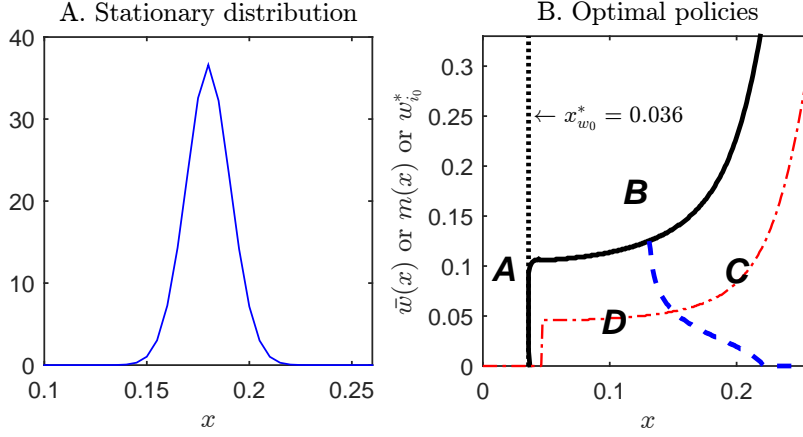 A. Stationary distribution
40
30
20
10
0
0.1
0.15
0.2
0.25
x
B. Optimal policies
w̄(x) or m(x) or w*_{i_0}
0.3
0.25
0.2
0.15
0.1
0.05
0
0
0.1
0.2
x
← x*_{w_0} = 0.036
A
B
C
D